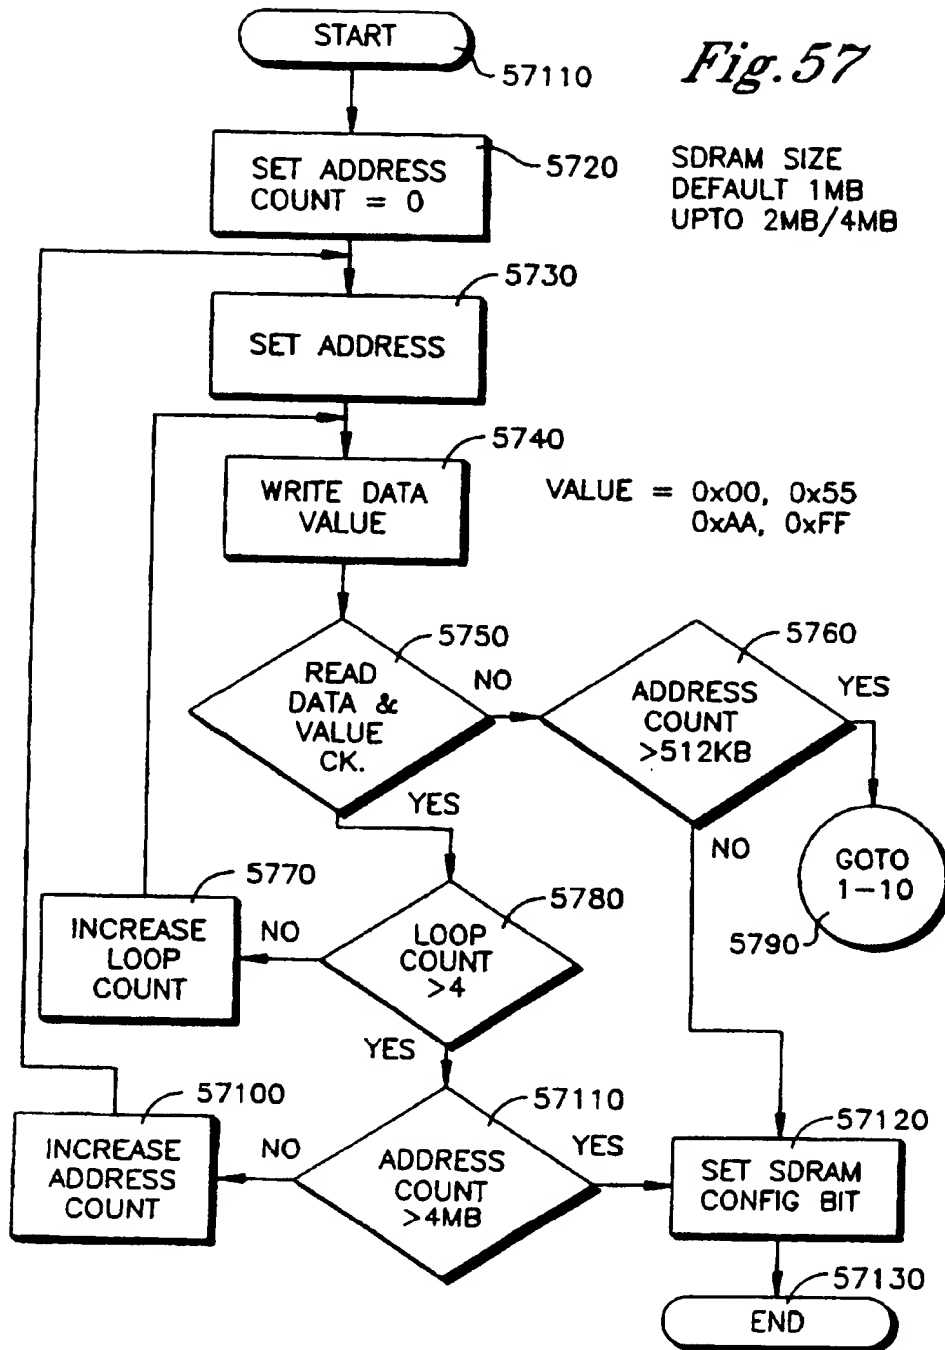 START
57110
Fig. 57
SET ADDRESS
COUNT = 0
5720
SDRAM SIZE
DEFAULT 1MB
UPTO 2MB/4MB
5730
SET ADDRESS
5740
WRITE DATA
VALUE
VALUE = 0x00, 0x55
0xAA, 0xFF
5750
READ
DATA &
VALUE
CK.
NO
5760
ADDRESS
COUNT
>512KB
YES
YES
NO
GOTO
1-10
5790
5770
INCREASE
LOOP
COUNT
NO
5780
LOOP
COUNT
>4
YES
57100
INCREASE
ADDRESS
COUNT
NO
57110
ADDRESS
COUNT
>4MB
YES
57120
SET SDRAM
CONFIG BIT
57130
END